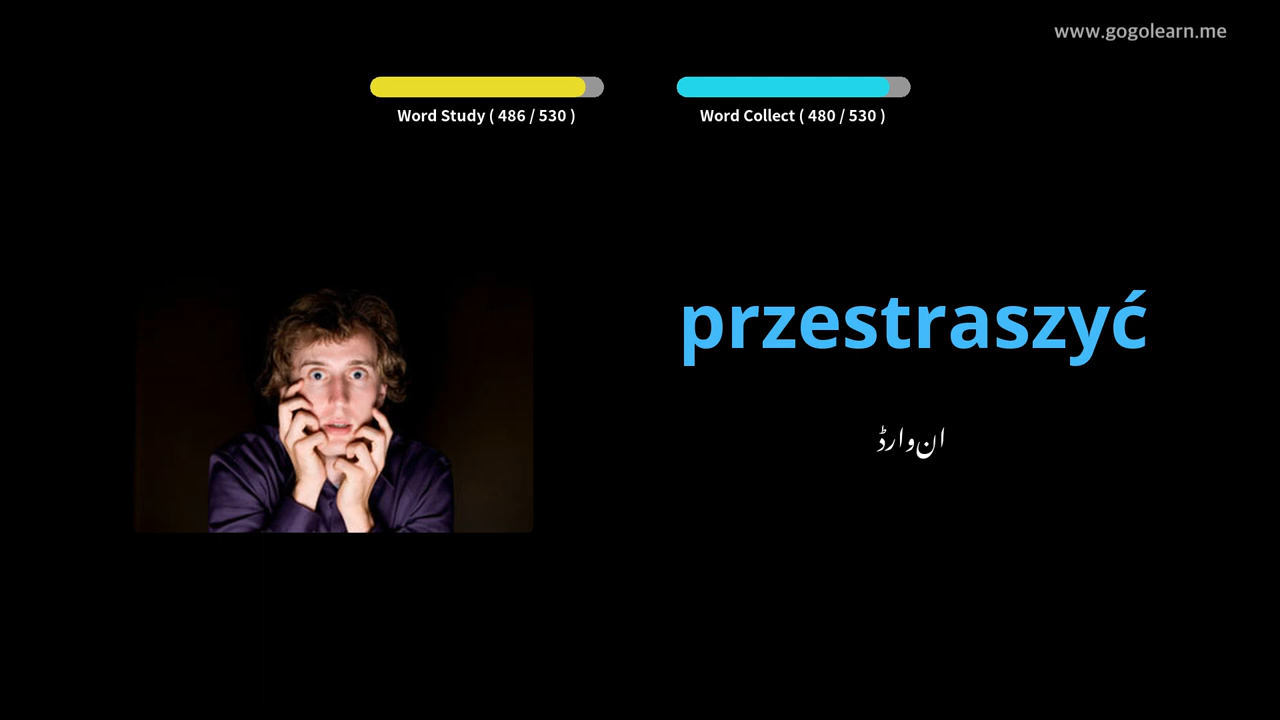 www.gogolearn.me
Word Study ( 486 / 530 )
Word Collect ( 480 / 530 )
przestraszyć
ان‌وارڈ